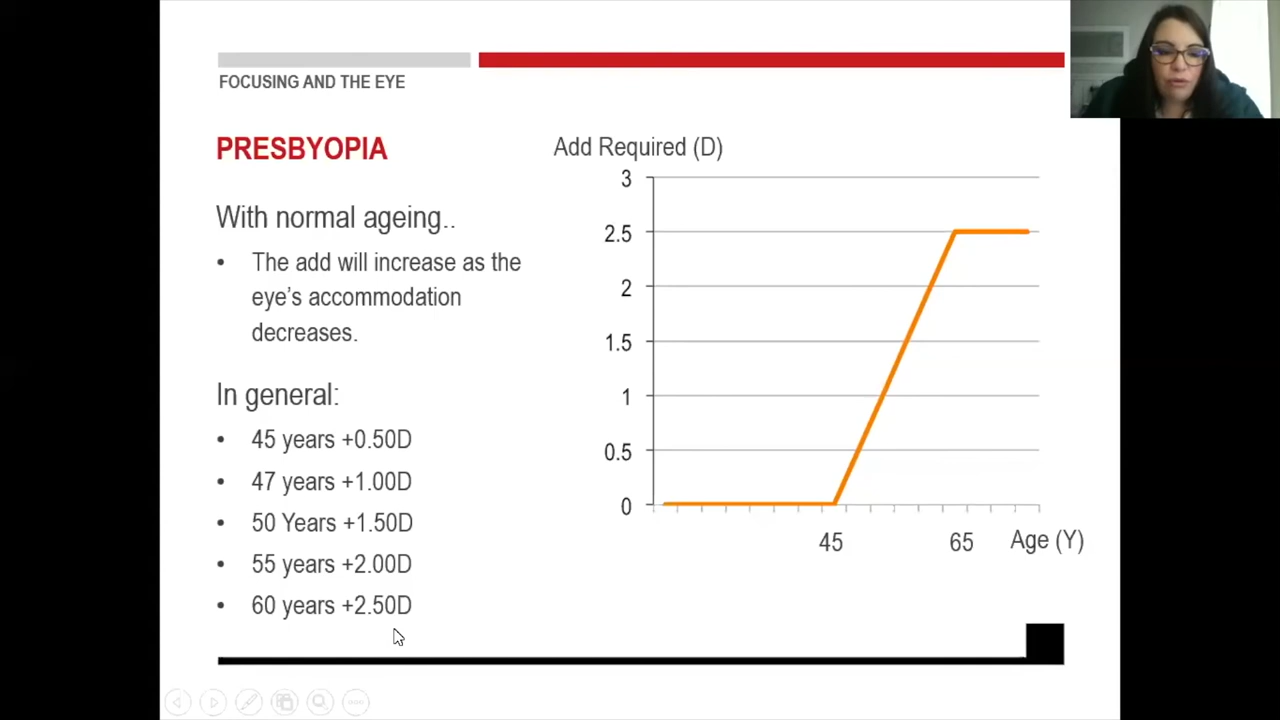 FOCUSING AND THE EYE
PRESBYOPIA
With normal ageing..
• The add will increase as the
eye's accommodation
decreases.
In general:
• 45 years +0.50D
• 47 years +1.00D
• 50 Years +1.50D
• 55 years +2.00D
• 60 years +2.50D
Add Required (D)
3
2.5
2
1.5
1
0.5
0
45 65 Age (Y)